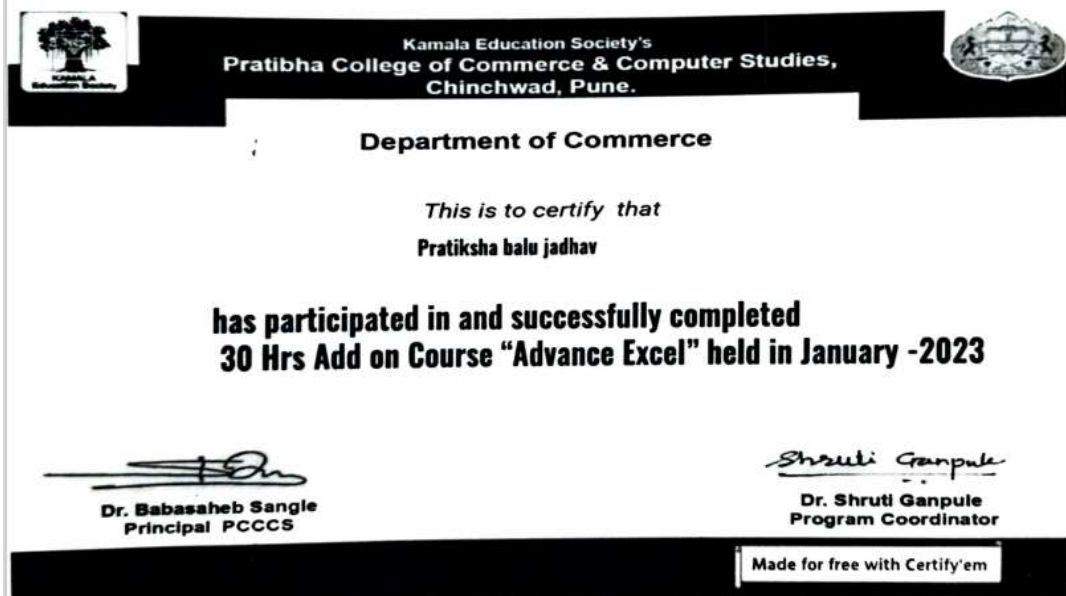 KAMALA
Education Society
Kamala Education Society's
Pratibha College of Commerce & Computer Studies,
Chinchwad, Pune.
Department of Commerce
This is to certify that
Pratiksha balu jadhav
has participated in and successfully completed
30 Hrs Add on Course “Advance Excel” held in January -2023
Shruti Ganpule
Dr. Babasaheb Sangle
Principal PCCCS
Dr. Shruti Ganpule
Program Coordinator
Made for free with Certify'em